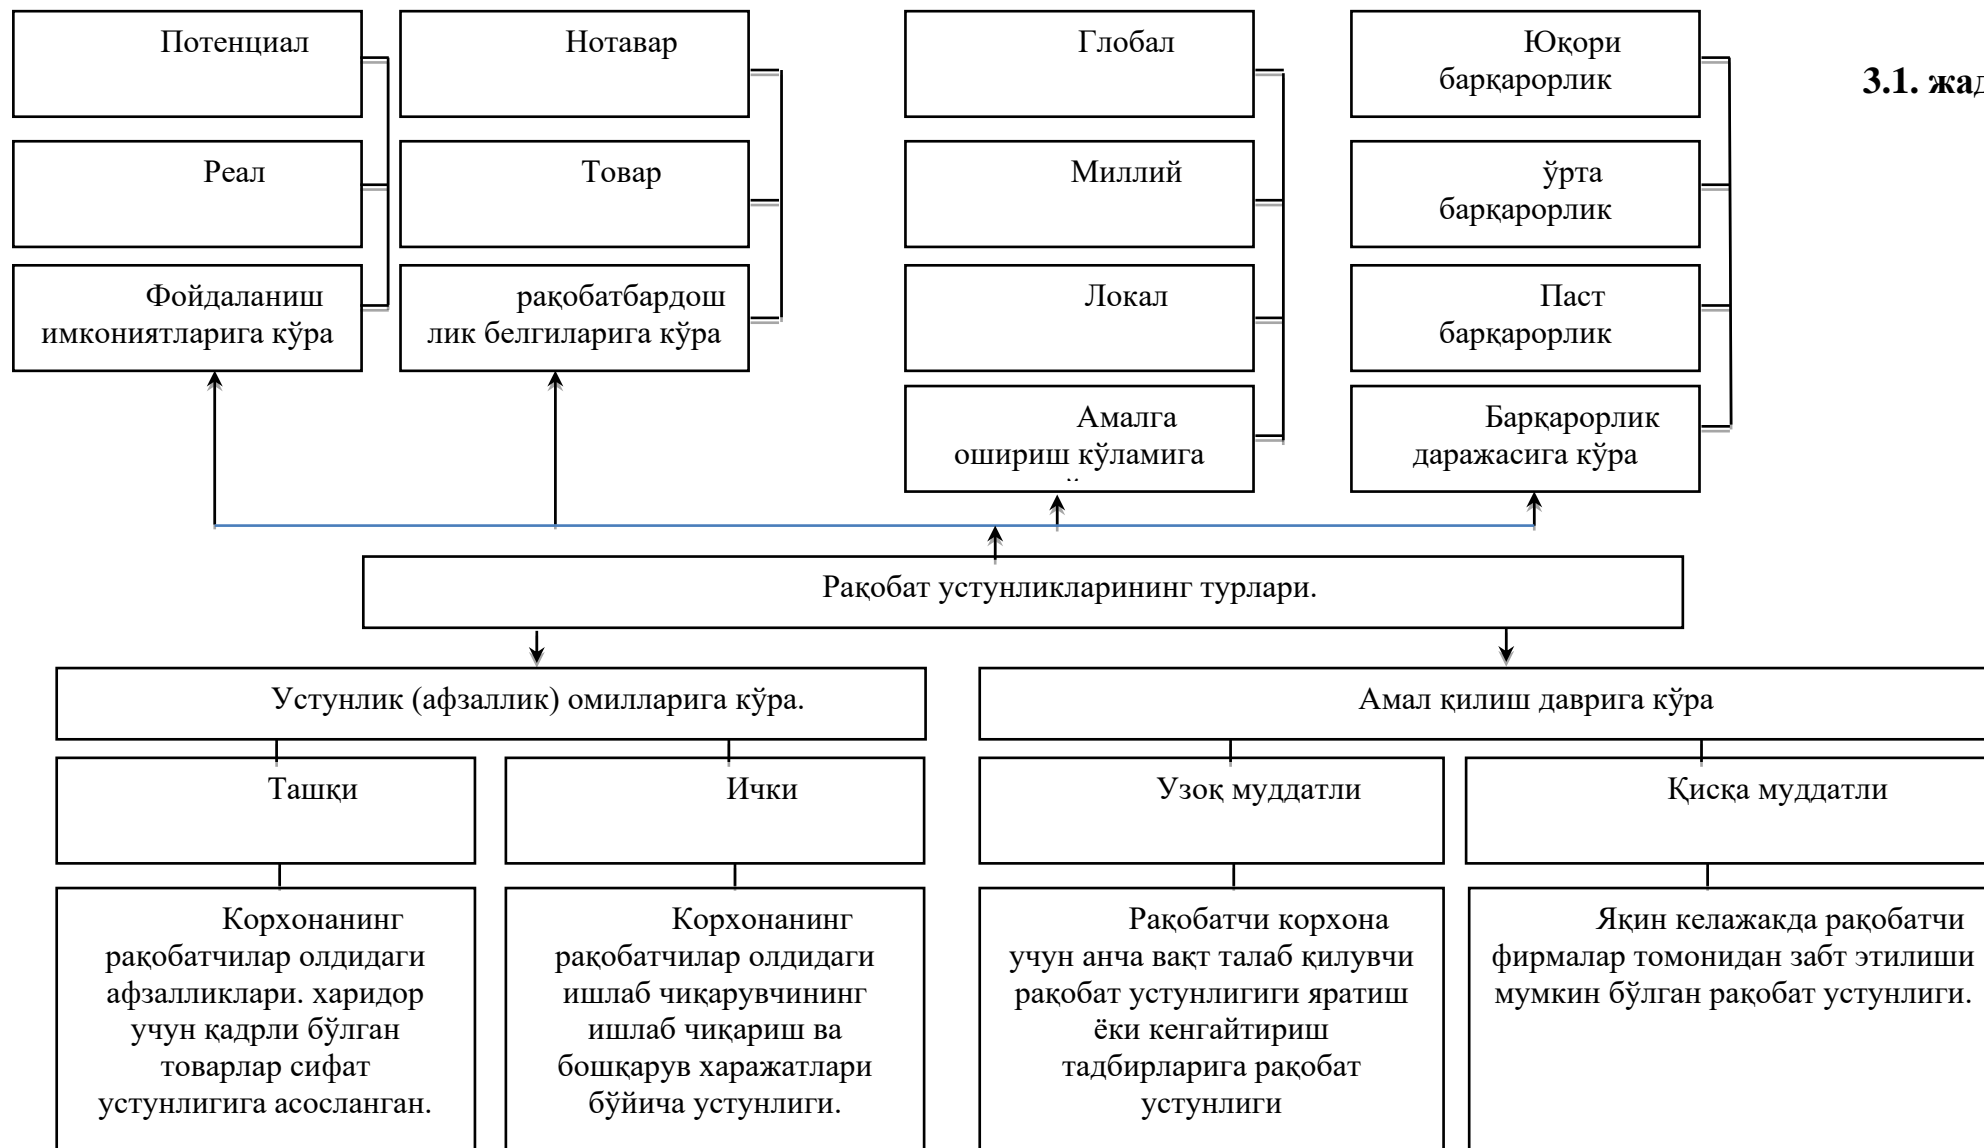 Потенциал
Нотавар
Глобал
Юқори
барқарорлик
3.1. жад
Реал
Товар
Миллий
ўрта
барқарорлик
Фойдаланиш
имкониятларига кўра
рақобатбардош
лик белгиларига кўра
Локал
Паст
барқарорлик
Амалга
ошириш кўламига
Барқарорлик
даражасига кўра
Рақобат устунликларининг турлари.
Устунлик (афзаллик) омилларига кўра.
Амал қилиш даврига кўра
Ташқи
Ички
Узоқ муддатли
Қисқа муддатли
Корхонанинг
рақобатчилар олдидаги
афзалликлари. харидор
учун қадрли бўлган
товарлар сифат
устунлигига асосланган.
Корхонанинг
рақобатчилар олдидаги
ишлаб чиқарувчининг
ишлаб чиқариш ва
бошқарув харажатлари
бўйича устунлиги.
Рақобатчи корхона
учун анча вақт талаб қилувчи
рақобат устунлигиги яратиш
ёки кенгайтириш
тадбирларига рақобат
устунлиги
Яқин келажакда рақобатчи
фирмалар томонидан забт этилиши
мумкин бўлган рақобат устунлиги.